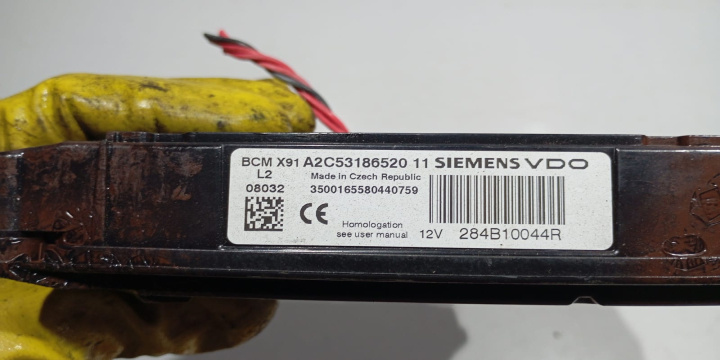 BCM X91 A2C53186520 11 SIEMENS VDO
L2 Made in Czech Republic
08032 3500165580440759
CE
Homologation
see user manual 12V 284B10044R